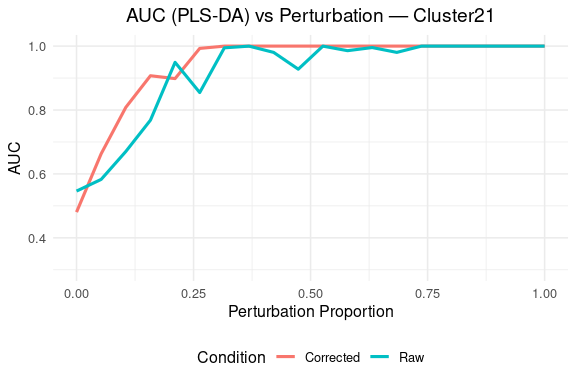 AUC (PLS-DA) vs Perturbation — Cluster21
1.0
0.8
0.6
0.4
AUC
0.00 0.25 0.50 0.75 1.00
Perturbation Proportion
Condition Corrected Raw